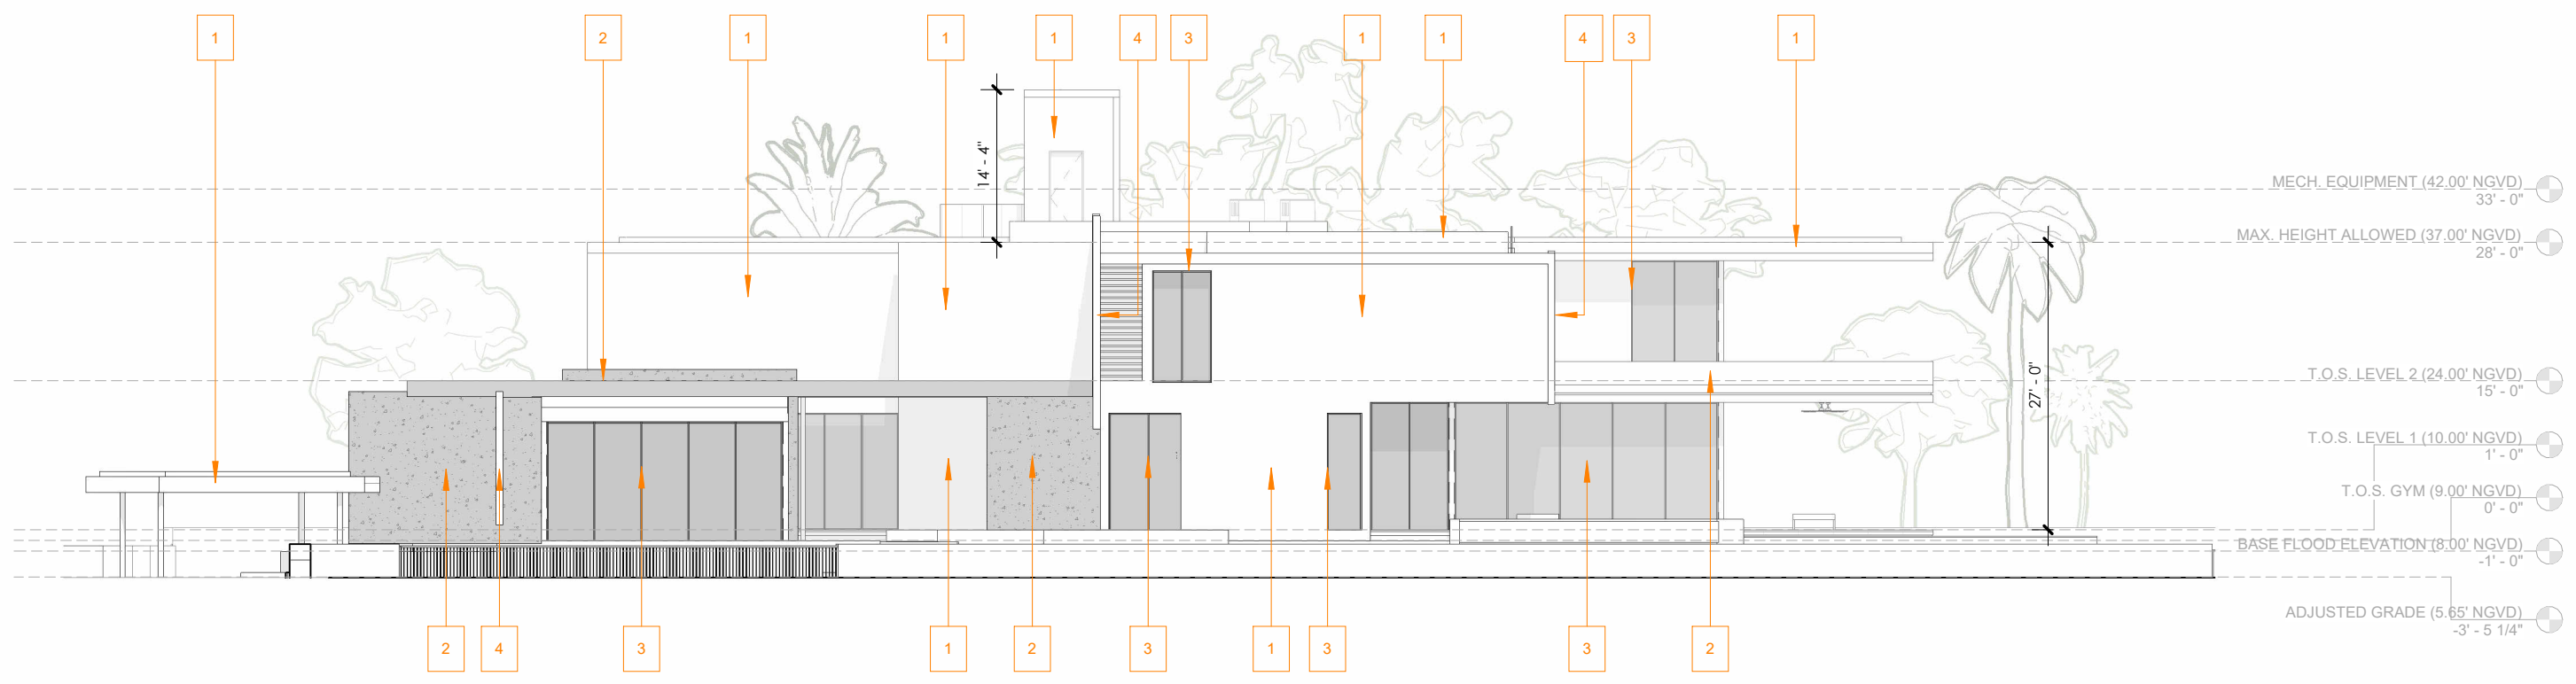 1 2 1 1 1 4 3 1 1 4 3 1
14' - 4"
MECH. EQUIPMENT (42.00' NGVD)
33' - 0"
MAX. HEIGHT ALLOWED (37.00' NGVD)
28' - 0"
T.O.S. LEVEL 2 (24.00' NGVD)
15' - 0"
27' - 0"
T.O.S. LEVEL 1 (10.00' NGVD)
1' - 0"
T.O.S. GYM (9.00' NGVD)
0' - 0"
BASE FLOOD ELEVATION (8.00' NGVD)
-1' - 0"
ADJUSTED GRADE (5.65' NGVD)
-3' - 5 1/4"
2 4 3 1 2 3 1 3 3 2